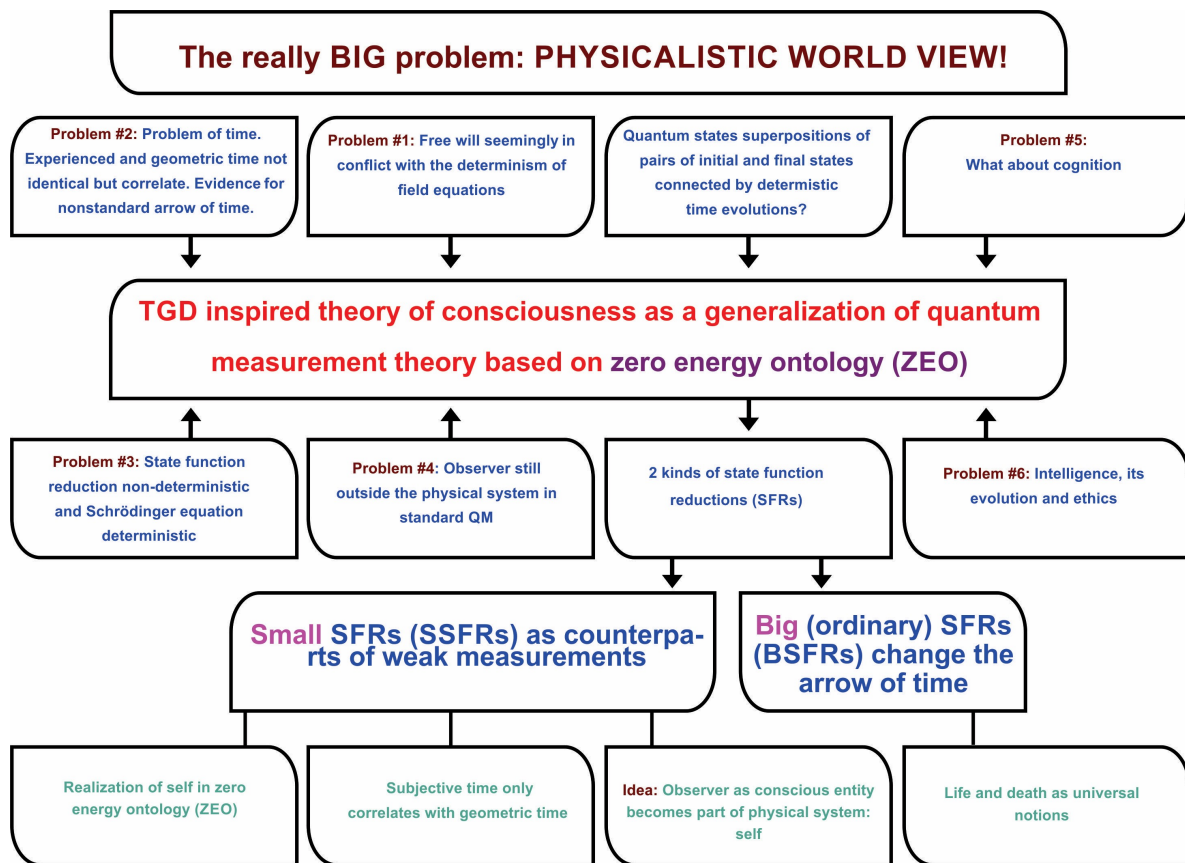 The really BIG problem: PHYSICALISTIC WORLD VIEW!
Problem #2: Problem of time.
Experienced and geometric time not
identical but correlate. Evidence for
nonstandard arrow of time.
Problem #1: Free will seemingly in
conflict with the determinism of
field equations
Quantum states superpositions of
pairs of initial and final states
connected by determistic
time evolutions?
Problem #5:
What about cognition
TGD inspired theory of consciousness as a generalization of quantum
measurement theory based on zero energy ontology (ZEO)
Problem #3: State function
reduction non-deterministic
and Schrödinger equation
deterministic
Problem #4: Observer still
outside the physical system in
standard QM
2 kinds of state function
reductions (SFRs)
Problem #6: Intelligence, its
evolution and ethics
Small SFRs (SSFRs) as counterpa-
rts of weak measurements
Big (ordinary) SFRs
(BSFRs) change the
arrow of time
Realization of self in zero
energy ontology (ZEO)
Subjective time only
correlates with geometric time
Idea: Observer as conscious entity
becomes part of physical system:
self
Life and death as universal
notions